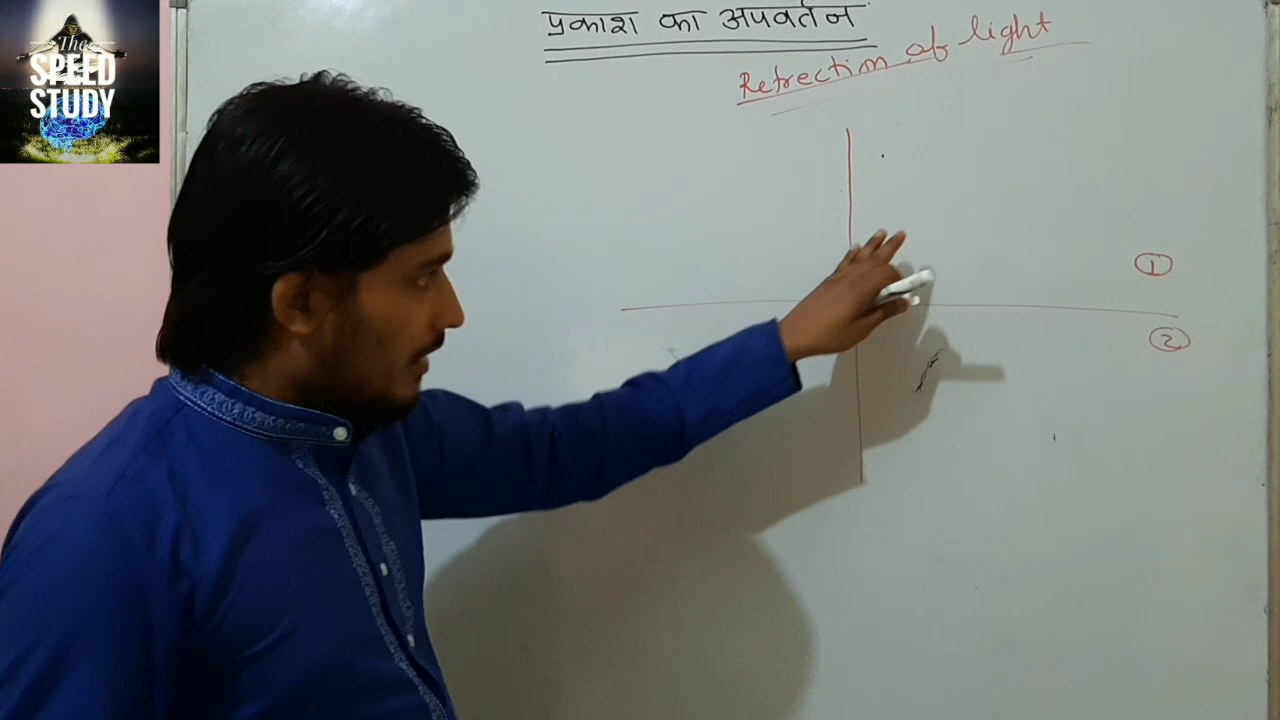 The
SPEED
STUDY
प्रकाश का अपवर्तन
Refrection of light
1
2